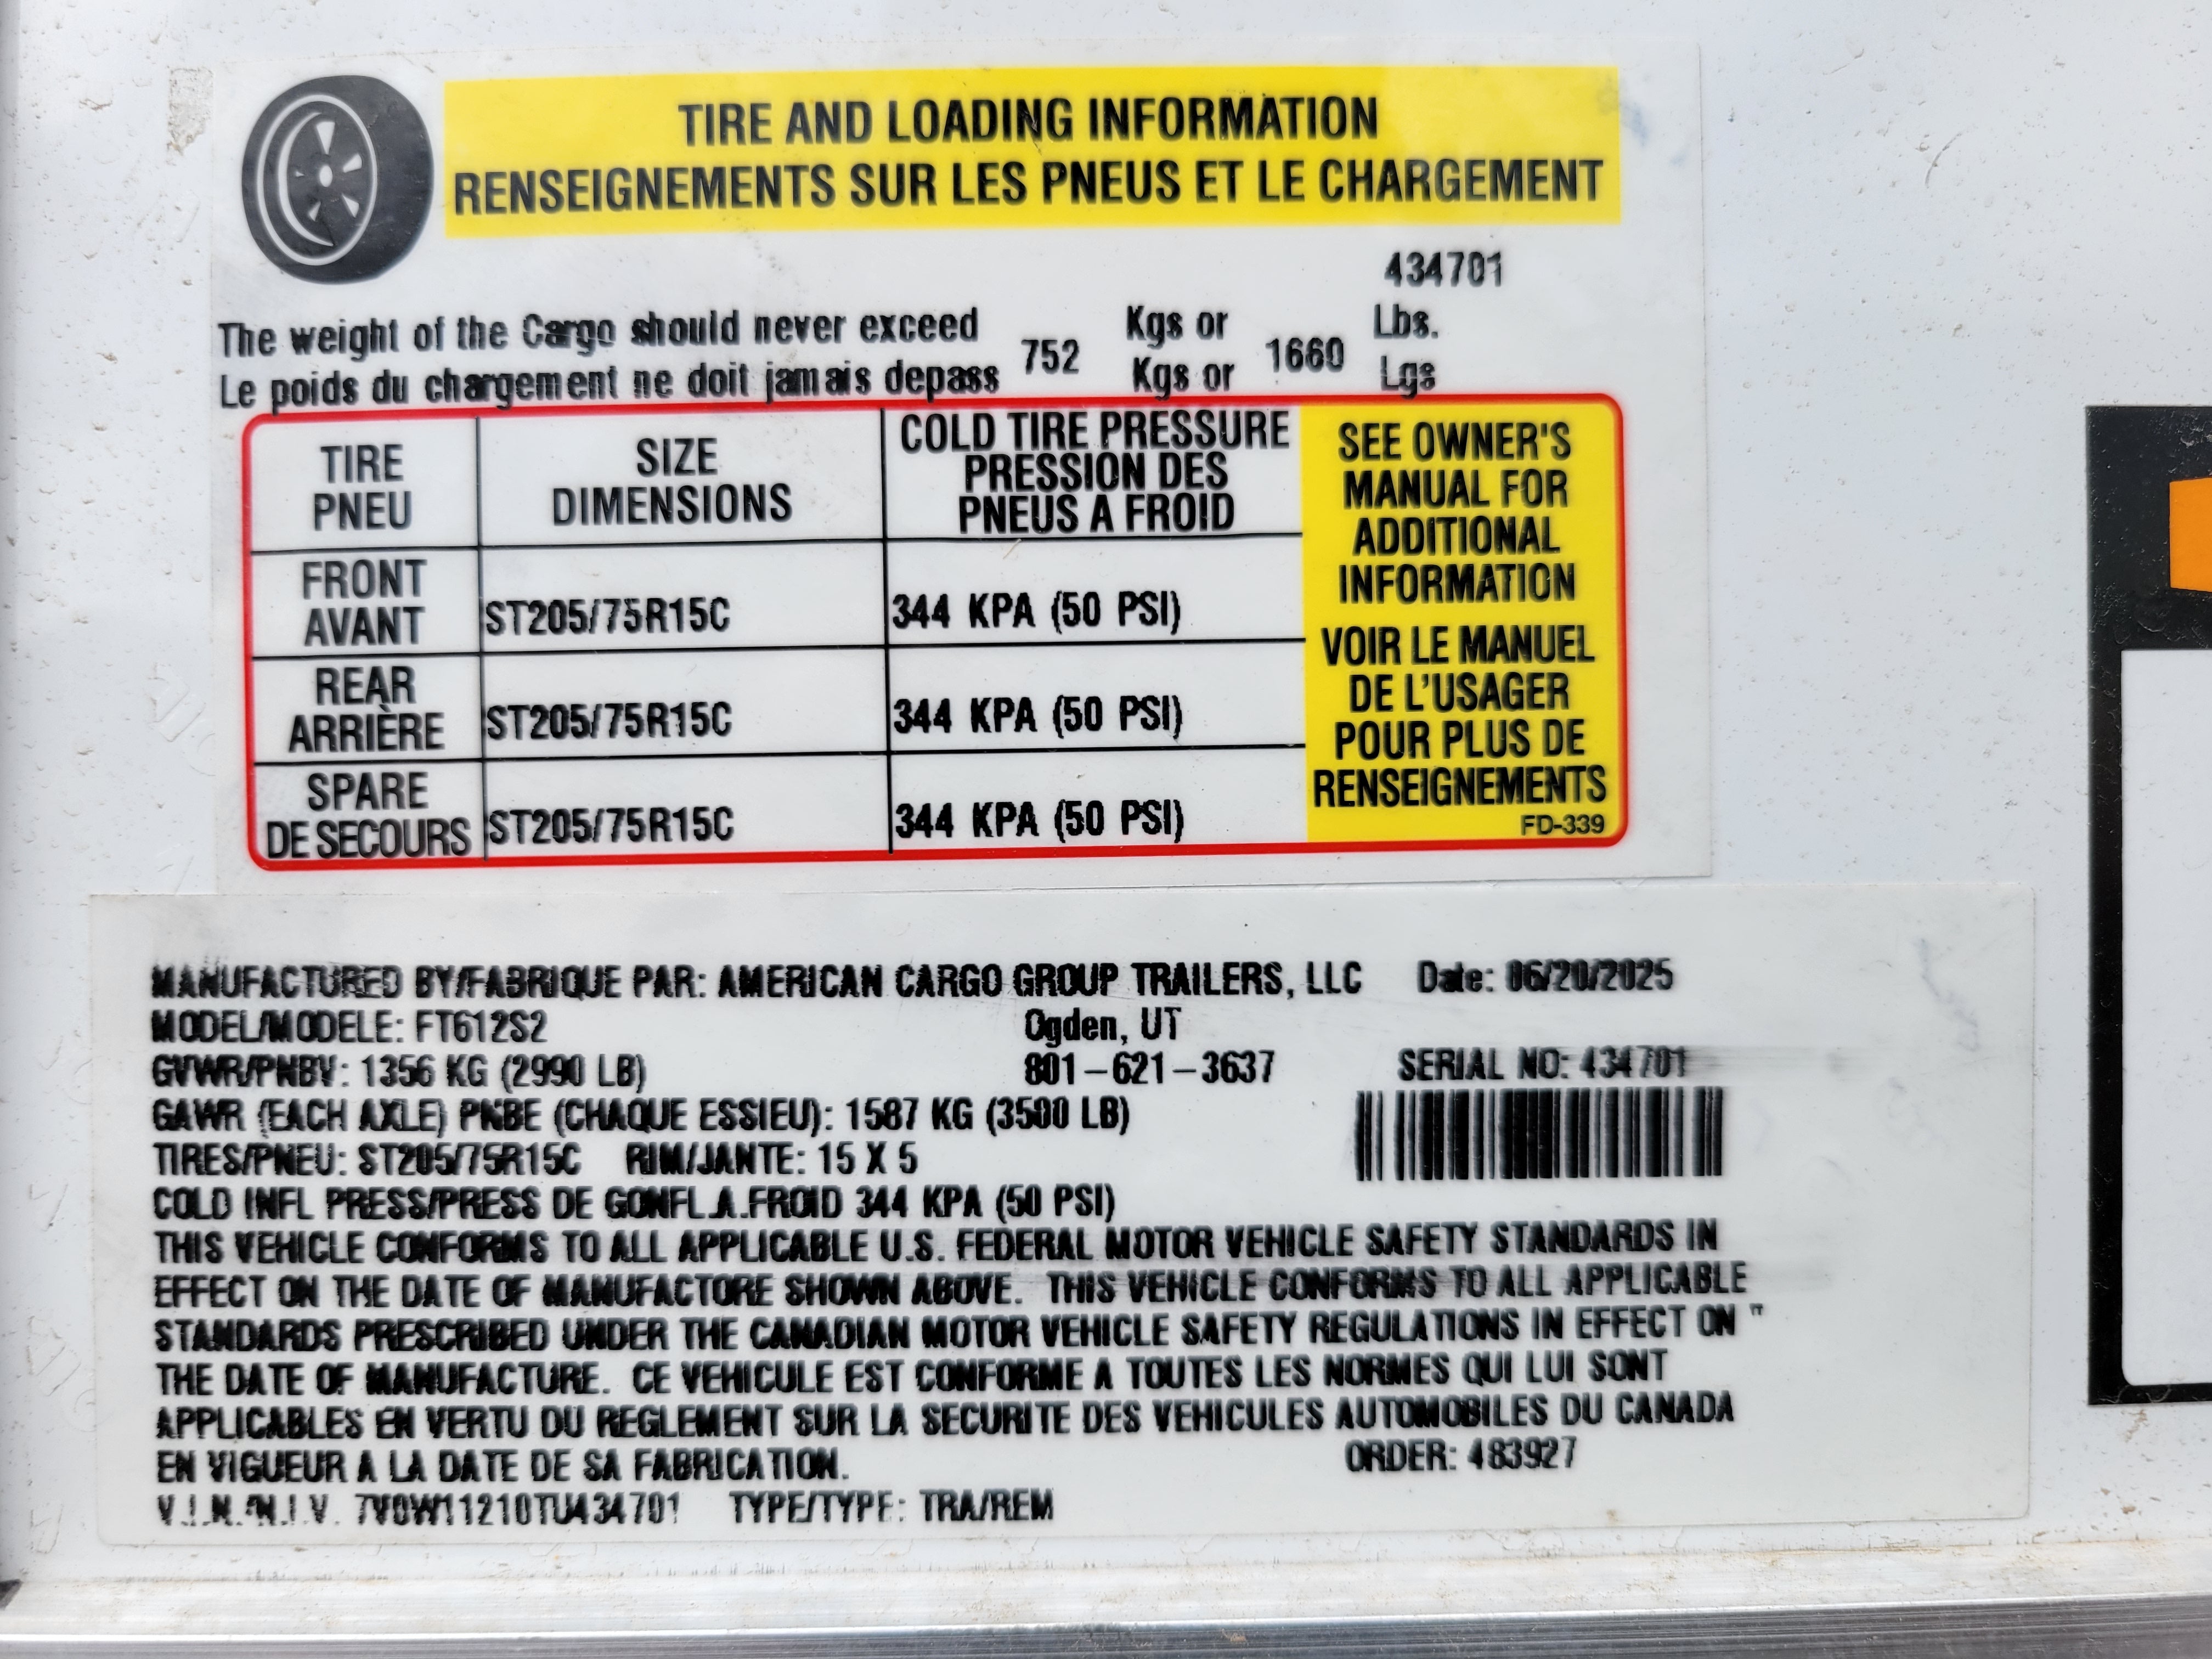 TIRE AND LOADING INFORMATION
RENSEIGNEMENTS SUR LES PNEUS ET LE CHARGEMENT
434701
The weight of the Cargo should never exceed 752 Kgs or 1660 Lbs.
Le poids du chargement ne doit jamais depass Kgs or Lgs
TIRE PNEU
SIZE DIMENSIONS
COLD TIRE PRESSURE PRESSION DES PNEUS A FROID
FRONT AVANT ST205/75R15C 344 KPA (50 PSI)
REAR ARRIÈRE ST205/75R15C 344 KPA (50 PSI)
SPARE DE SECOURS ST205/75R15C 344 KPA (50 PSI)
SEE OWNER'S
MANUAL FOR
ADDITIONAL
INFORMATION
VOIR LE MANUEL
DE L'USAGER
POUR PLUS DE
RENSEIGNEMENTS
FD-339
MANUFACTURED BY/FABRIQUE PAR: AMERICAN CARGO GROUP TRAILERS, LLC Date: 06/20/2025
MODEL/MODELE: FT612S2 Ogden, UT
GVWR/PNBV: 1356 KG (2990 LB) 801-621-3637 SERIAL NO: 434701
GAWR (EACH AXLE) PNBE (CHAQUE ESSIEU): 1587 KG (3500 LB)
TIRES/PNEU: ST205/75R15C RIM/JANTE: 15 X 5
COLD INFL PRESS/PRESS DE GONFL.A.FROID 344 KPA (50 PSI)
THIS VEHICLE CONFORMS TO ALL APPLICABLE U.S. FEDERAL MOTOR VEHICLE SAFETY STANDARDS IN
EFFECT ON THE DATE OF MANUFACTORE SHOWN ABOVE. THIS VEHICLE CONFORMS TO ALL APPLICABLE
STANDARDS PRESCRIBED UNDER THE CANADIAN MOTOR VEHICLE SAFETY REGULATIONS IN EFFECT ON "
THE DATE OF MANUFACTURE. CE VEHICULE EST CONFORME A TOUTES LES NORMES QUI LUI SONT
APPLICABLES EN VERTU DU REGLEMENT SUR LA SECURITE DES VEHICULES AUTOMOBILES DU CANADA
EN VIGUEUR A LA DATE DE SA FABRICATION. ORDER: 483927
V.I.N./N.I.V. 7V0W11210TU434701 TYPE/TYPE: TRA/REM